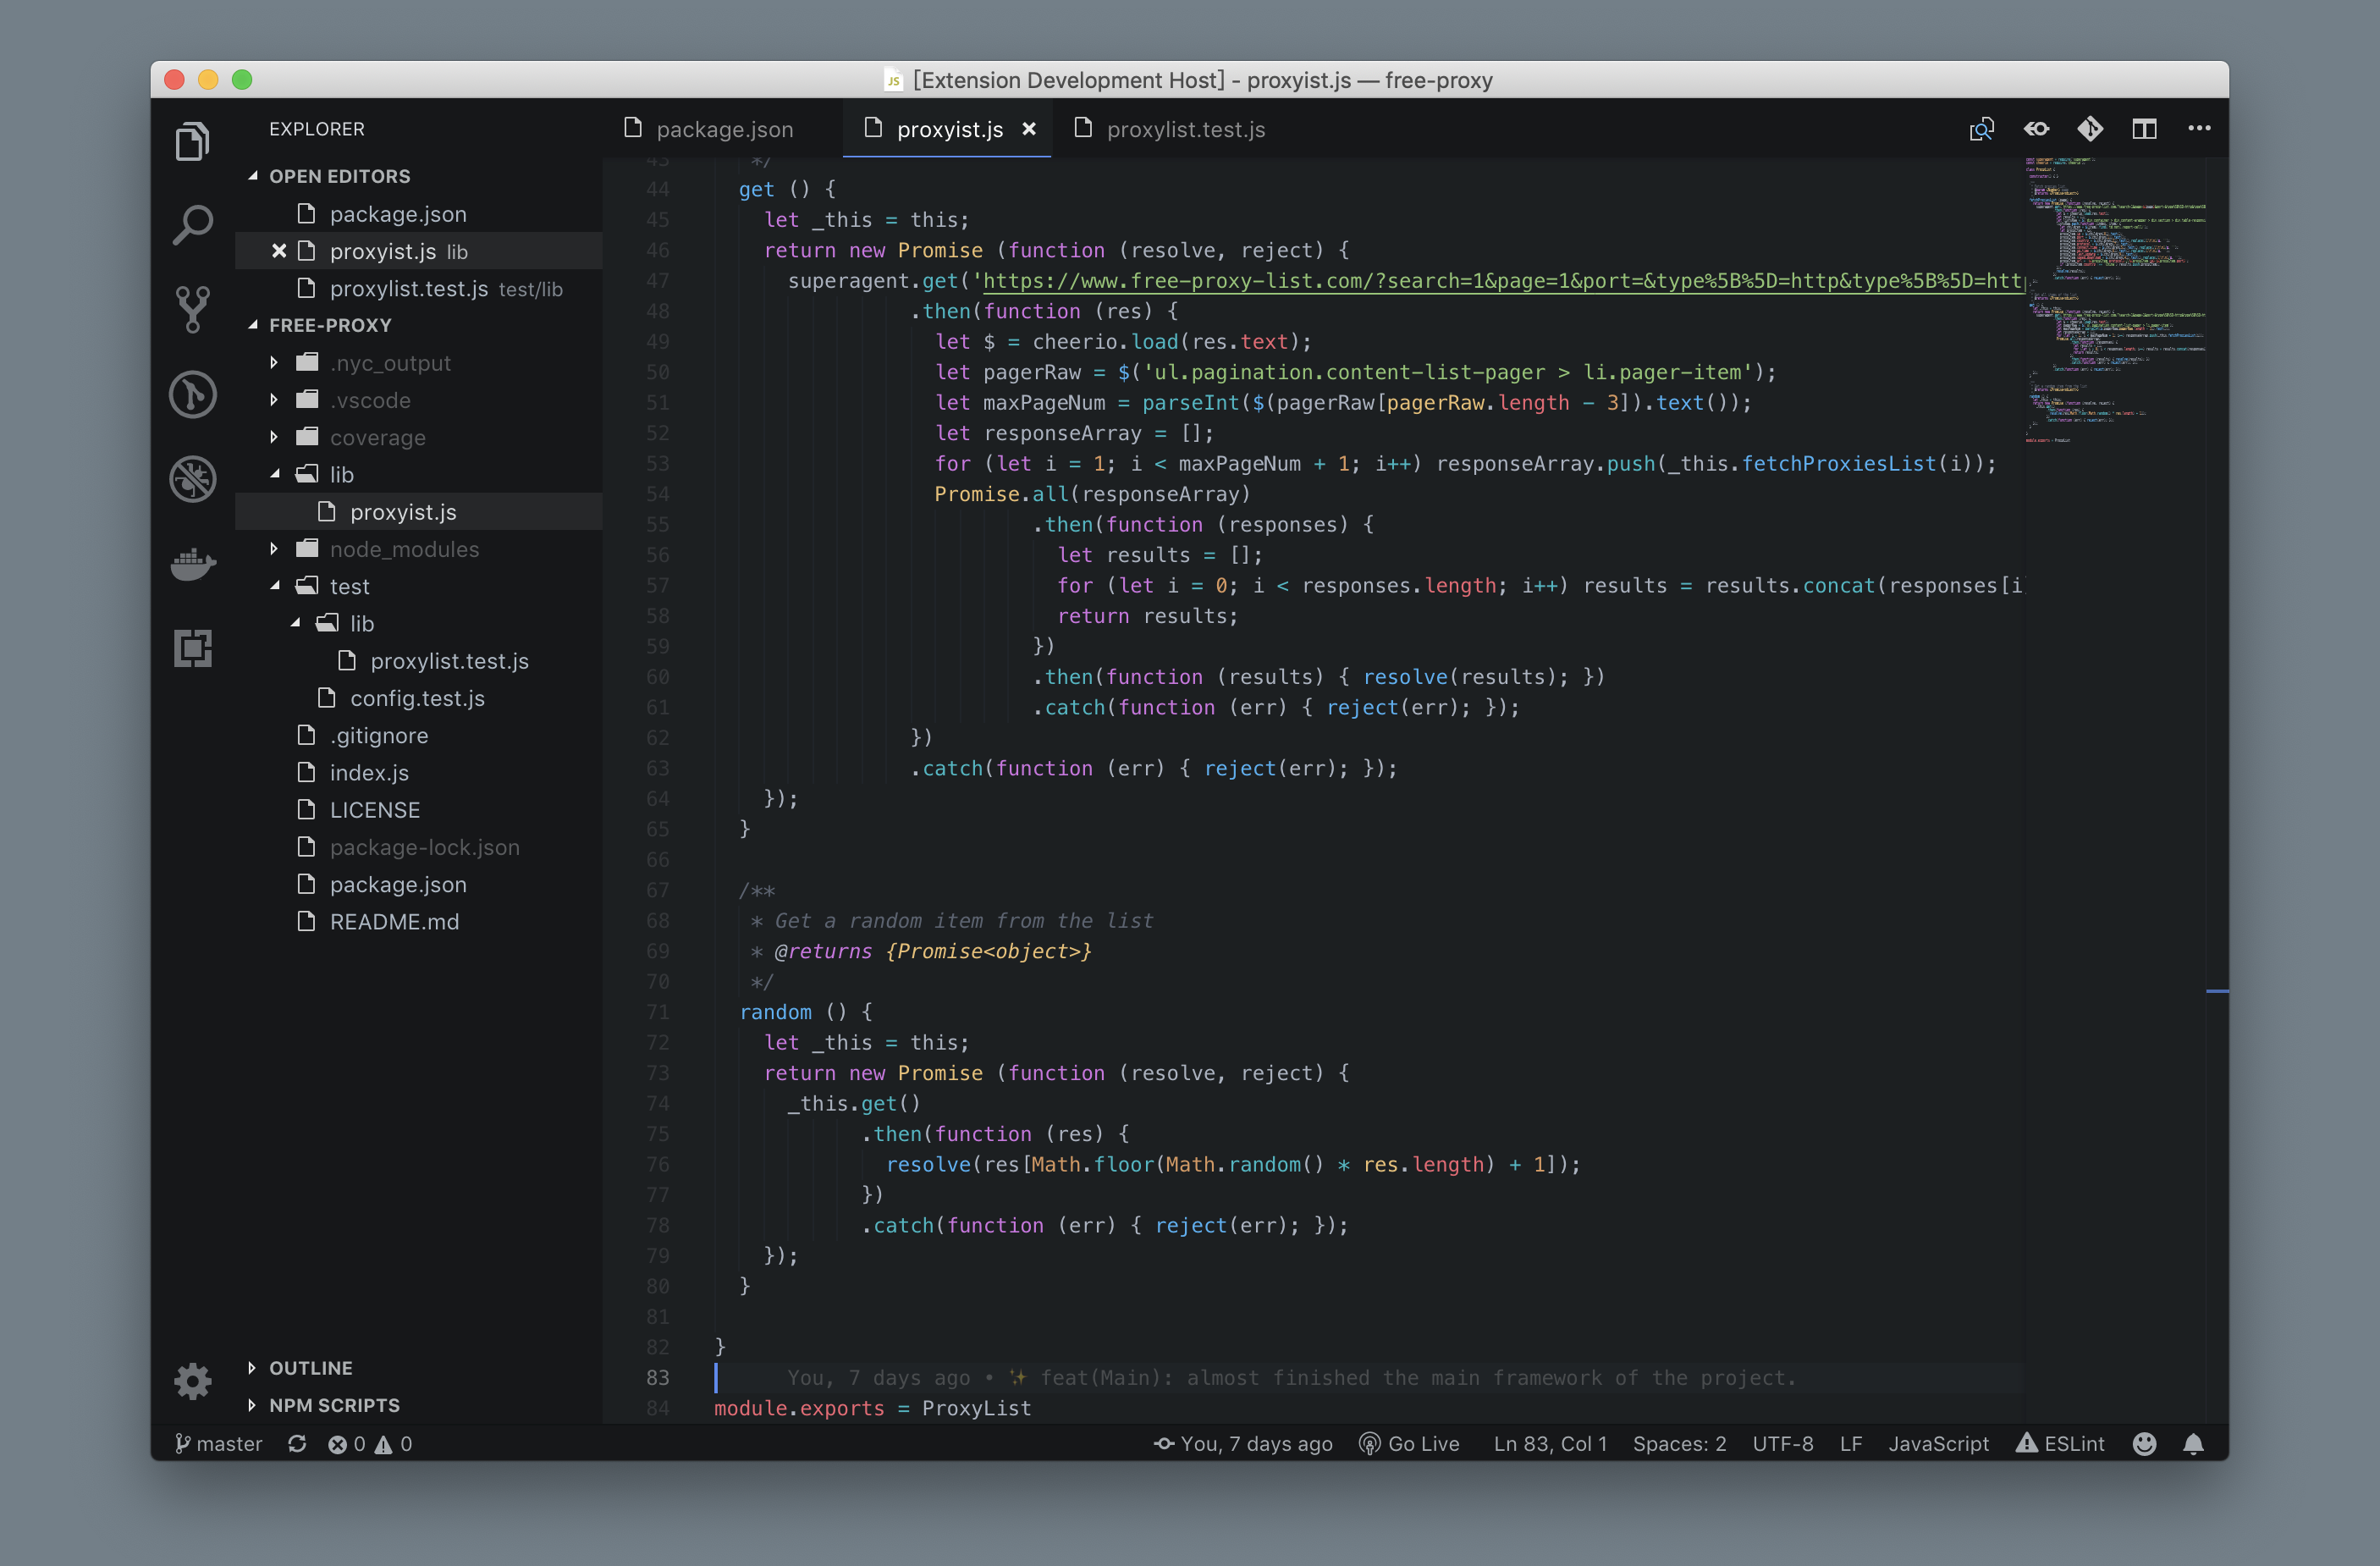 [Extension Development Host] - proxyist.js — free-proxy
EXPLORER
OPEN EDITORS
package.json
proxyist.js lib
proxylist.test.js test/lib
FREE-PROXY
.nyc_output
.vscode
coverage
lib
proxyist.js
node_modules
test
lib
proxylist.test.js
config.test.js
.gitignore
index.js
LICENSE
package-lock.json
package.json
README.md
OUTLINE
NPM SCRIPTS
package.json
proxyist.js
proxylist.test.js
43 */
44 get () {
45 let _this = this;
46 return new Promise (function (resolve, reject) {
47 superagent.get('https://www.free-proxy-list.com/?search=1&page=1&port=&type%5B%5D=http&type%5B%5D=htt
48 .then(function (res) {
49 let $ = cheerio.load(res.text);
50 let pagerRaw = $('ul.pagination.content-list-pager > li.pager-item');
51 let maxPageNum = parseInt($(pagerRaw[pagerRaw.length - 3]).text());
52 let responseArray = [];
53 for (let i = 1; i < maxPageNum + 1; i++) responseArray.push(_this.fetchProxiesList(i));
54 Promise.all(responseArray)
55 .then(function (responses) {
56 let results = [];
57 for (let i = 0; i < responses.length; i++) results = results.concat(responses[i
58 return results;
59 })
60 .then(function (results) { resolve(results); })
61 .catch(function (err) { reject(err); });
62 })
63 .catch(function (err) { reject(err); });
64 });
65 }
66
67 /**
68 * Get a random item from the list
69 * @returns {Promise<object>}
70 */
71 random () {
72 let _this = this;
73 return new Promise (function (resolve, reject) {
74 _this.get()
75 .then(function (res) {
76 resolve(res[Math.floor(Math.random() * res.length) + 1]);
77 })
78 .catch(function (err) { reject(err); });
79 });
80 }
81
82 }
83 You, 7 days ago • ✨ feat(Main): almost finished the main framework of the project.
84 module.exports = ProxyList
master 0 0 You, 7 days ago Go Live Ln 83, Col 1 Spaces: 2 UTF-8 LF JavaScript ESLint